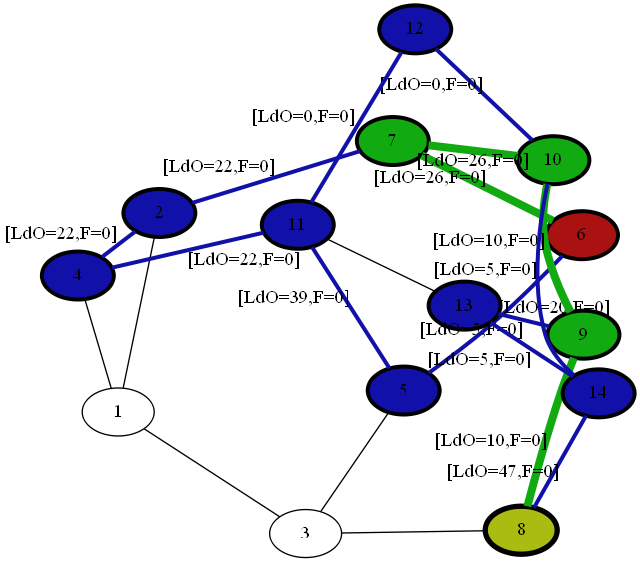 12
[LdO=0,F=0]
[LdO=0,F=0]
7
10
[LdO=26,F=0]
[LdO=22,F=0]
[LdO=26,F=0]
2
11
6
[LdO=22,F=0]
[LdO=10,F=0]
[LdO=22,F=0]
[LdO=5,F=0]
4
[LdO=39,F=0]
13
[LdO=20,F=0]
9
[LdO=5,F=0]
[LdO=5,F=0]
5
14
1
[LdO=10,F=0]
[LdO=47,F=0]
8
3